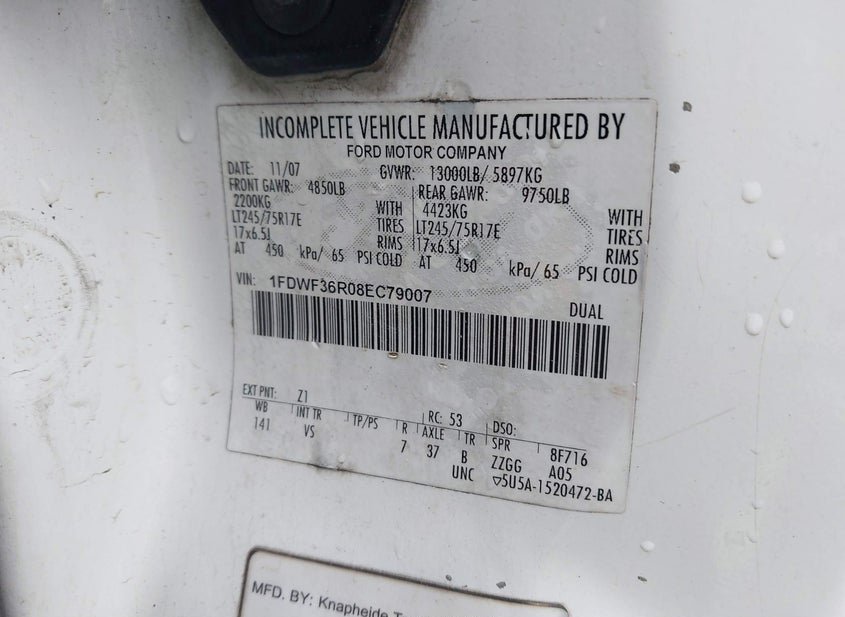 INCOMPLETE VEHICLE MANUFACTURED BY
FORD MOTOR COMPANY
DATE: 11/07 GVWR: 13000LB/ 5897KG
FRONT GAWR: 4850LB REAR GAWR: 9750LB
2200KG WITH 4423KG WITH
LT245/75R17E TIRES LT245/75R17E TIRES
17x6.5J RIMS 17x6.5J RIMS
AT 450 kPa/ 65 PSI COLD AT 450 kPa/ 65 PSI COLD
VIN: 1FDWF36R08EC79007
DUAL
EXT PNT: Z1 RC: 53 DSO:
WB INT TR TP/PS R AXLE TR SPR 8F716
141 VS 7 37 B ZZGG A05
UNC ▽5U5A-1520472-BA
MFD. BY: Knapheide